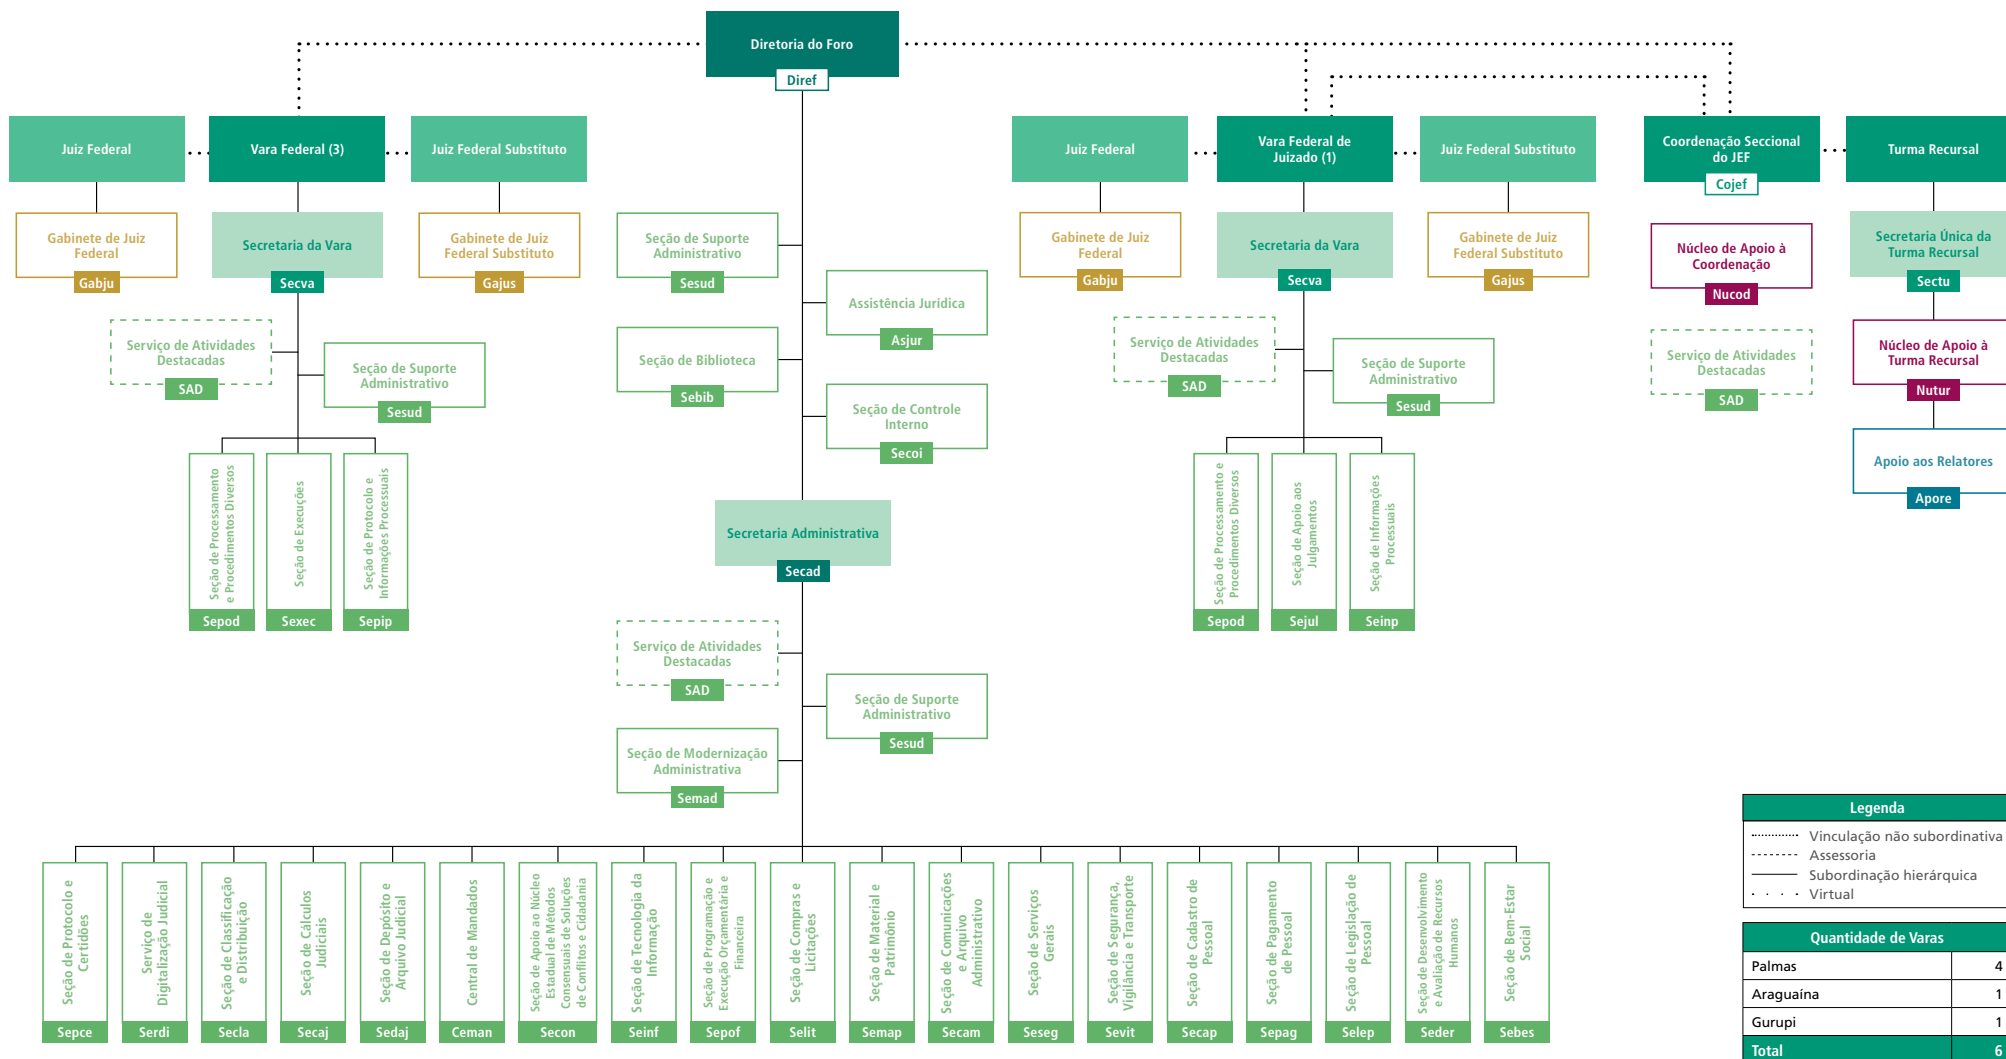 Diretoria do Foro
Diref
Juiz Federal
Vara Federal (3)
Juiz Federal Substituto
Juiz Federal
Vara Federal de
Juizado (1)
Juiz Federal Substituto
Coordenação Seccional
do JEF
Cojef
Turma Recursal
Gabinete de Juiz
Federal
Gabju
Secretaria da Vara
Secva
Gabinete de Juiz
Federal Substituto
Gajus
Seção de Suporte
Administrativo
Sesud
Assistência Jurídica
Asjur
Seção de Biblioteca
Sebib
Seção de Controle
Interno
Secoi
Gabinete de Juiz
Federal
Gabju
Secretaria da Vara
Secva
Gabinete de Juiz
Federal Substituto
Gajus
Núcleo de Apoio à
Coordenação
Nucod
Secretaria Única da
Turma Recursal
Sectu
Serviço de Atividades
Destacadas
SAD
Seção de Suporte
Administrativo
Sesud
Serviço de Atividades
Destacadas
SAD
Seção de Suporte
Administrativo
Sesud
Serviço de Atividades
Destacadas
SAD
Núcleo de Apoio à
Turma Recursal
Nutur
Apoio aos Relatores
Apore
Seção de Processamento
e Procedimentos Diversos
Sepod
Seção de Execuções
Sexec
Seção de Protocolo e
Informações Processuais
Sepip
Seção de Processamento e
Procedimentos Diversos
Sepod
Seção de Apoio aos
Julgamentos
Sejul
Seção de Informações
Processuais
Seinp
Secretaria Administrativa
Secad
Serviço de Atividades
Destacadas
SAD
Seção de Suporte
Administrativo
Sesud
Seção de Modernização
Administrativa
Semad
Seção de Protocolo e
Certidões
Sepce
Serviço de
Digitalização Judicial
Serdi
Seção de Classificação
e Distribuição
Secla
Seção de Cálculos
Judiciais
Secaj
Seção de Depósito e
Arquivo Judicial
Sedaj
Central de Mandados
Ceman
Seção de Apoio ao Núcleo
Estadual de Métodos
Consensuais de Soluções
de Conflitos e Cidadania
Secon
Seção de Tecnologia da
Informação
Seinf
Seção de Programação e
Execução Orçamentária e
Financeira
Sepof
Seção de Compras e
Licitações
Selit
Seção de Material e
Patrimônio
Semap
Seção de Comunicações
e Arquivo
Administrativo
Secam
Seção de Serviços
Gerais
Seseg
Seção de Segurança,
Vigilância e Transporte
Sevit
Seção de Cadastro de
Pessoal
Secap
Seção de Pagamento
de Pessoal
Sepag
Seção de Legislação de
Pessoal
Selep
Seção de Desenvolvimento
e Avaliação de Recursos
Humanos
Seder
Seção de Bem-Estar
Social
Sebes
Legenda
Vinculação não subordinativa
Assessoria
Subordinação hierárquica
Virtual
Quantidade de Varas
Palmas 4
Araguaína 1
Gurupi 1
Total 6